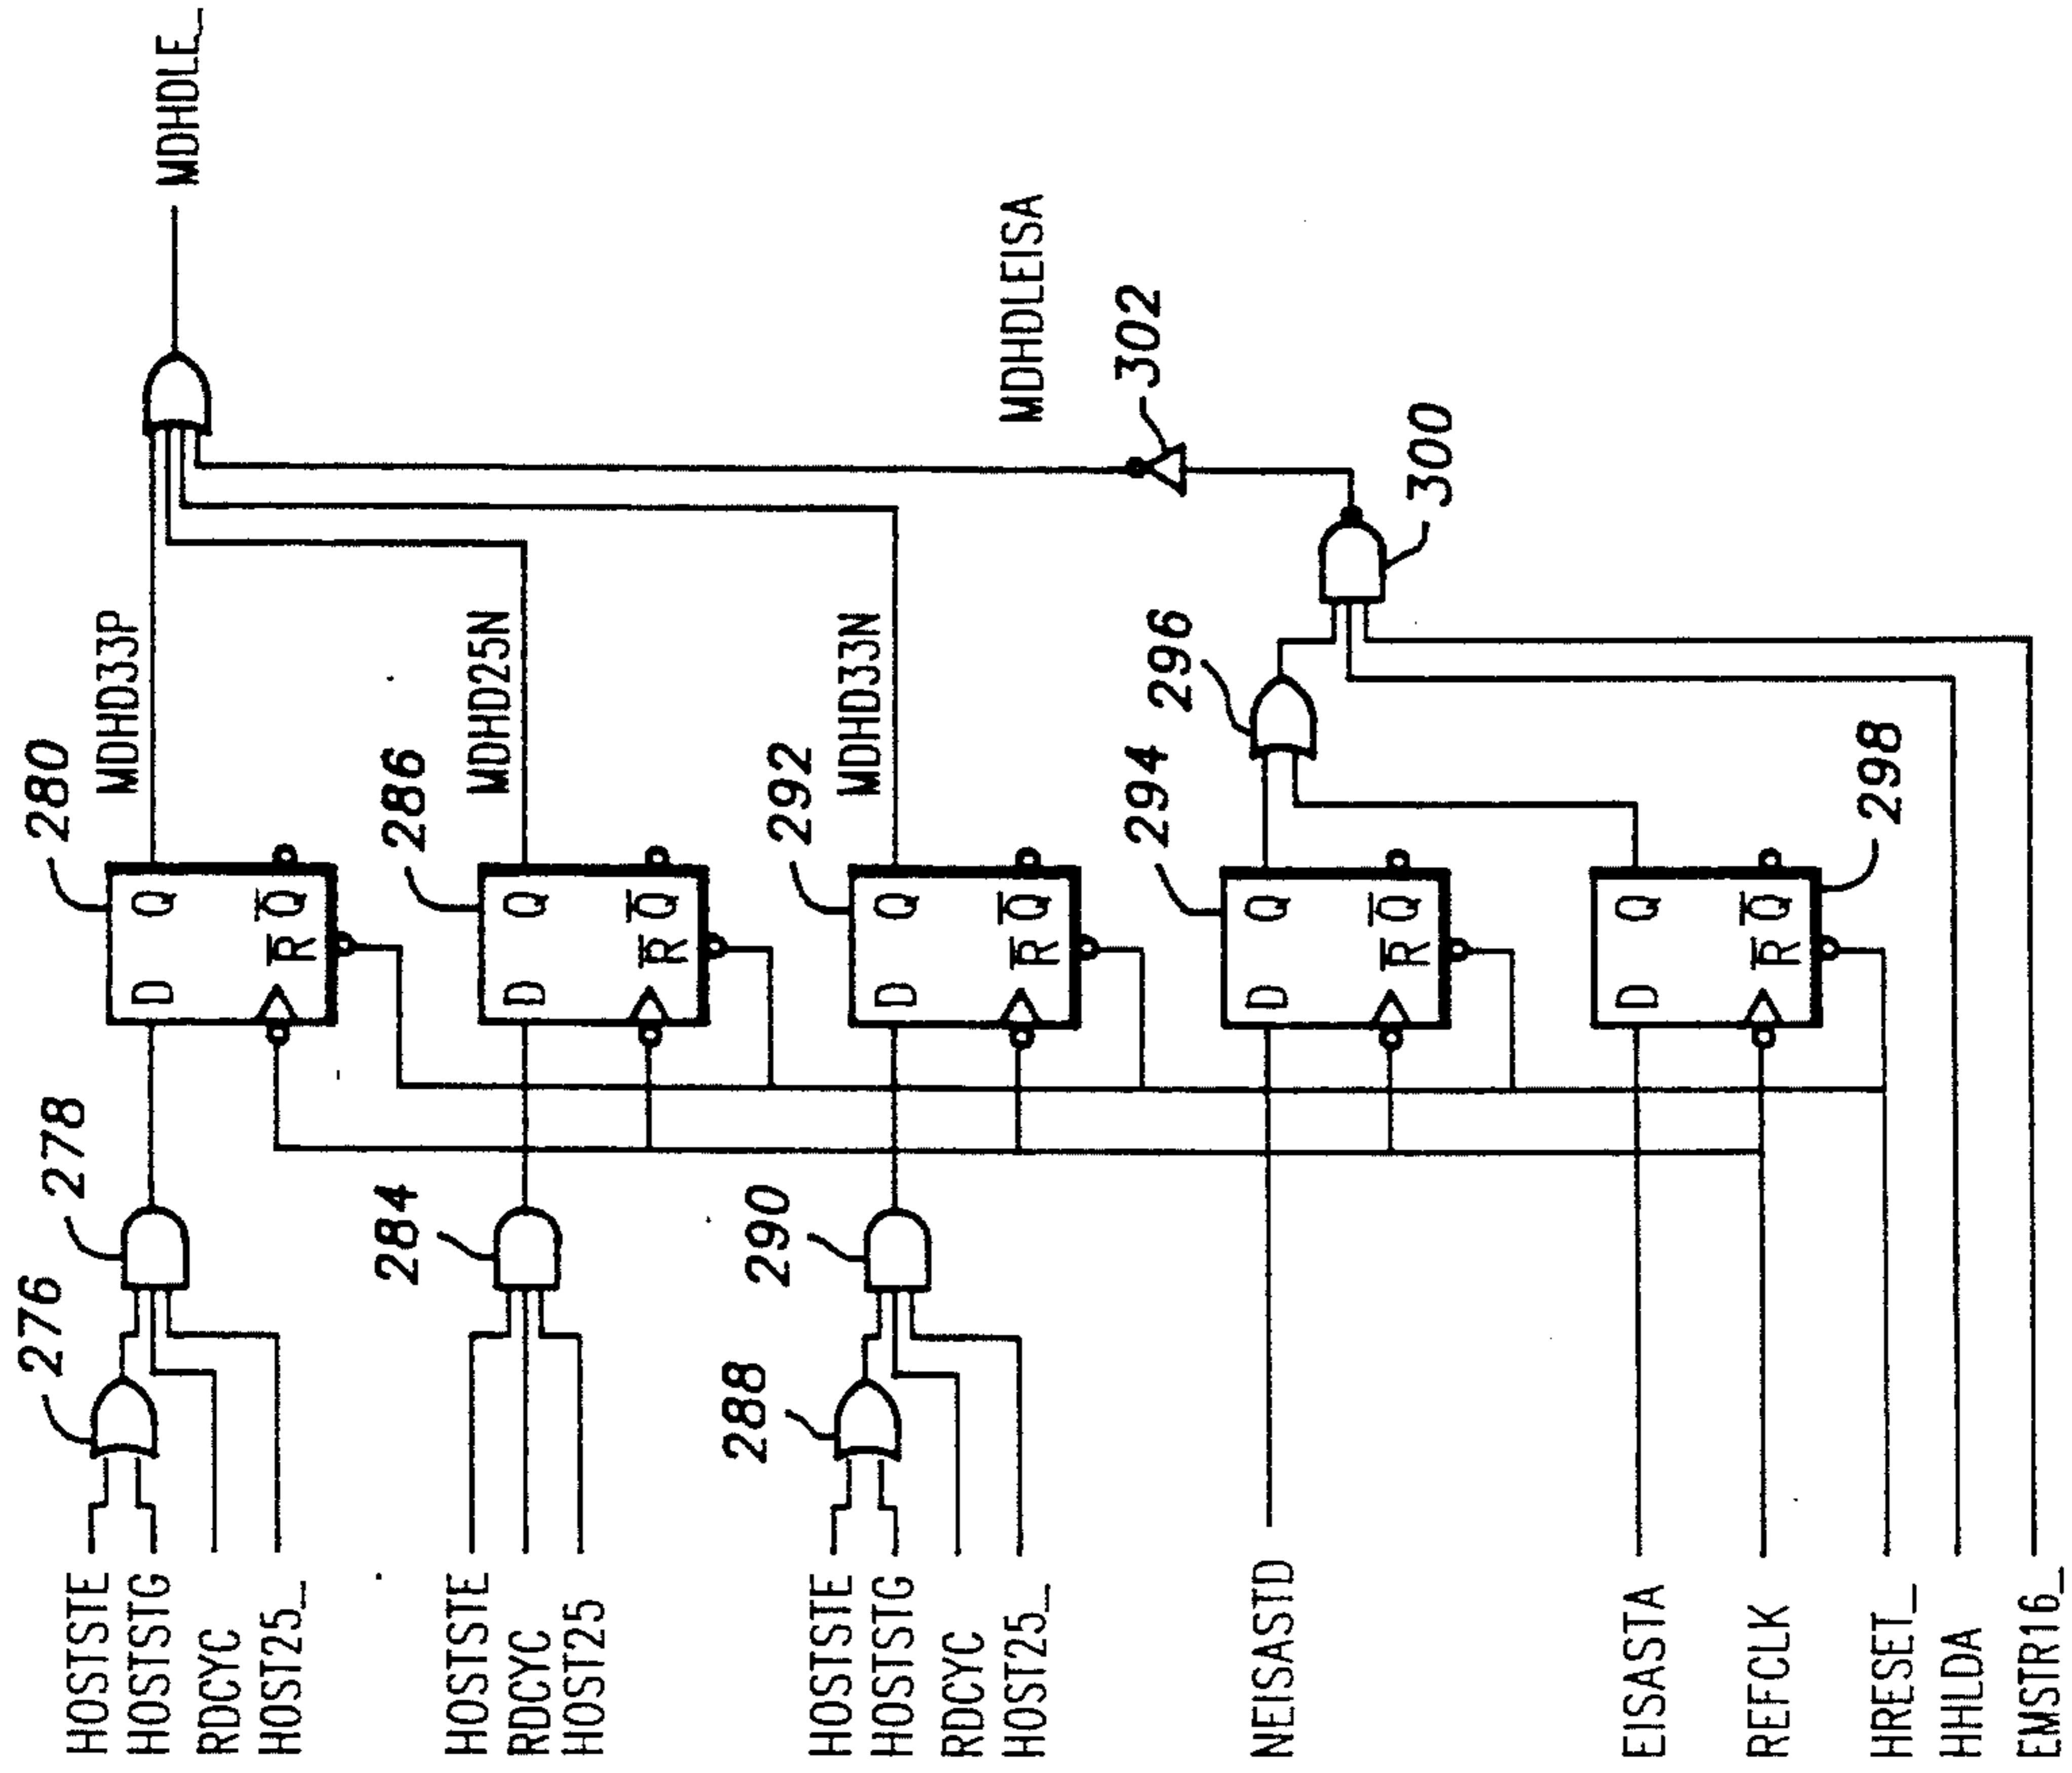 HOSTSTE
HOSTSTG
RDCYC
HOST25_
276
278
D
Q
R
Q
280
MDHD33P
MDHDLE_
HOSTSTE
RDCYC
HOST25
284
D
Q
R
Q
286
MDHD25N
HOSTSTE
HOSTSTG
RDCYC
HOST25_
288
290
D
Q
R
Q
292
MDHD33N
MDHDLEISA
302
NEISASTD
D
Q
R
Q
294
296
300
EISASTA
D
Q
R
Q
298
REFCLK
HRESET_
HHLDA
EMSTR16_